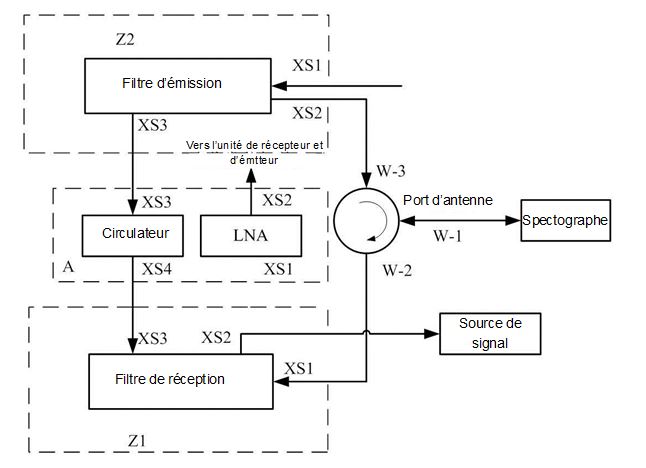 Z2
XS1
Filtre d'émission
XS2
XS3
Vers l'unité de récepteur et
d'émtteur
W-3
XS3
XS2
Port d'antenne
Circulateur
LNA
Spectographe
W-1
A
XS4
XS1
W-2
XS3
XS2
Source de
signal
XS1
Filtre de réception
Z1